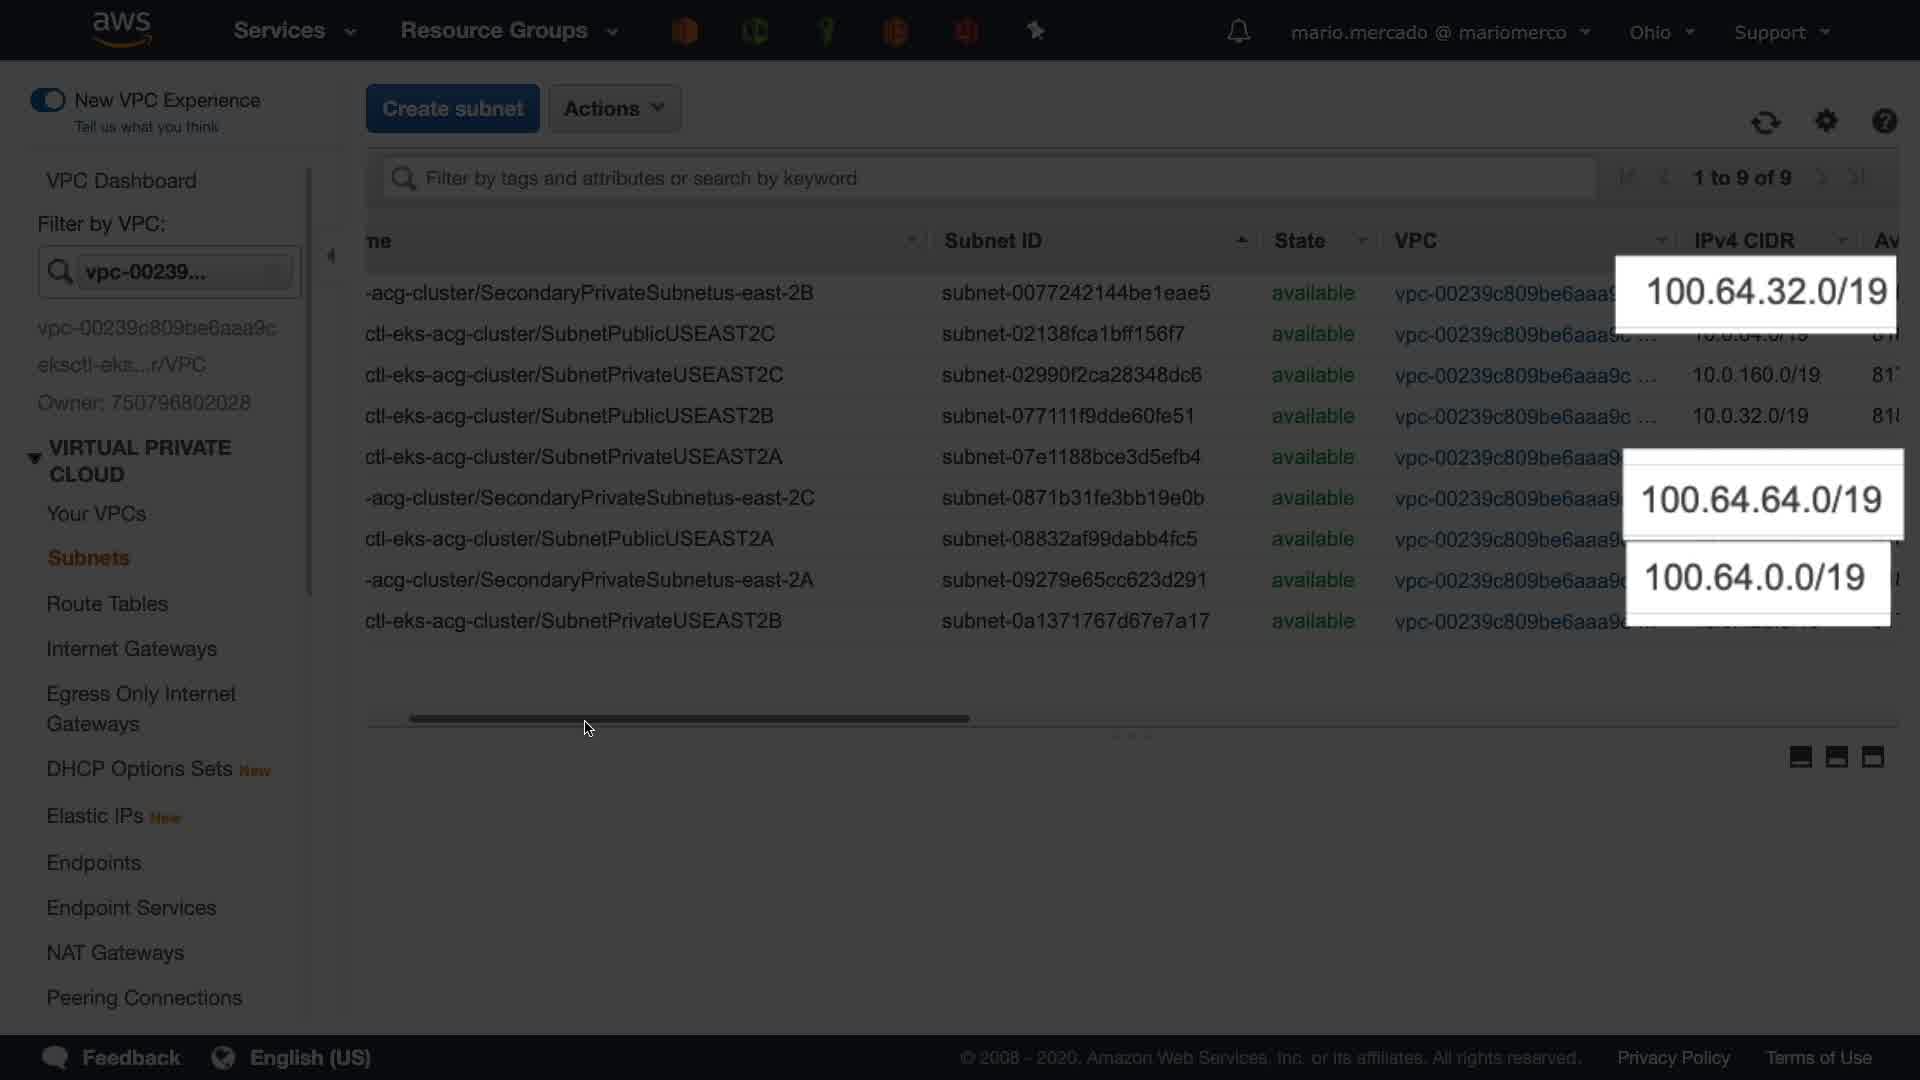 aws
Services
Resource Groups
mario.mercado @ mariomerco
Ohio
Support
New VPC Experience
Tell us what you think
Create subnet
Actions
VPC Dashboard
Filter by VPC:
vpc-00239...
vpc-00239c809be6aaa9c
eksctl-eks...r/VPC
Owner: 750796802028
VIRTUAL PRIVATE
CLOUD
Your VPCs
Subnets
Route Tables
Internet Gateways
Egress Only Internet
Gateways
DHCP Options Sets New
Elastic IPs New
Endpoints
Endpoint Services
NAT Gateways
Peering Connections
Filter by tags and attributes or search by keyword
1 to 9 of 9
me Subnet ID State VPC IPv4 CIDR Av
-acg-cluster/SecondaryPrivateSubnetus-east-2B subnet-0077242144be1eae5 available vpc-00239c809be6aaa9 100.64.32.0/19
ctl-eks-acg-cluster/SubnetPublicUSEAST2C subnet-02138fca1bff156f7 available vpc-00239c809be6aaa9c ...
ctl-eks-acg-cluster/SubnetPrivateUSEAST2C subnet-02990f2ca28348dc6 available vpc-00239c809be6aaa9c ... 10.0.160.0/19 817
ctl-eks-acg-cluster/SubnetPublicUSEAST2B subnet-077111f9dde60fe51 available vpc-00239c809be6aaa9c ... 10.0.32.0/19 818
ctl-eks-acg-cluster/SubnetPrivateUSEAST2A subnet-07e1188bce3d5efb4 available vpc-00239c809be6aaa9
-acg-cluster/SecondaryPrivateSubnetus-east-2C subnet-0871b31fe3bb19e0b available vpc-00239c809be6aaa9 100.64.64.0/19
ctl-eks-acg-cluster/SubnetPublicUSEAST2A subnet-08832af99dabb4fc5 available vpc-00239c809be6aaa9
-acg-cluster/SecondaryPrivateSubnetus-east-2A subnet-09279e65cc623d291 available vpc-00239c809be6aaa9 100.64.0.0/19
ctl-eks-acg-cluster/SubnetPrivateUSEAST2B subnet-0a1371767d67e7a17 available vpc-00239c809be6aaa9
Feedback
English (US)
© 2008 - 2020, Amazon Web Services, Inc. or its affiliates. All rights reserved.
Privacy Policy
Terms of Use